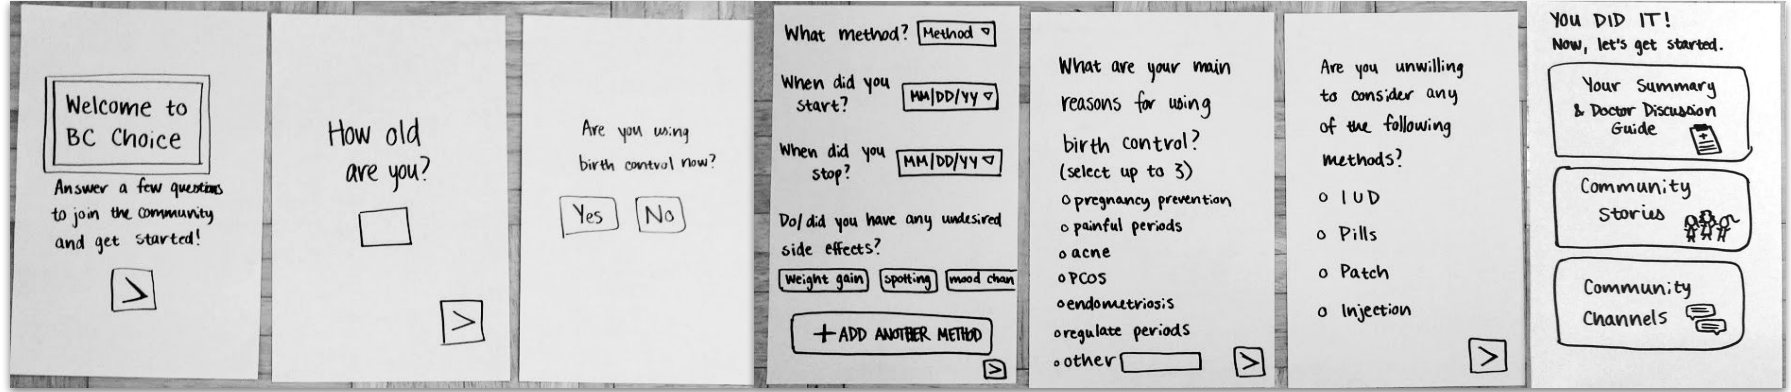 Welcome to
BC Choice
Answer a few questions
to join the community
and get started!
>
How old
are you?
>
Are you using
birth control now?
Yes No
What method? Method
When did you
start? MM/DD/YY
When did you
stop? MM/DD/YY
Do/did you have any undesired
side effects?
weight gain spotting mood chan
+ ADD ANOTHER METHOD
>
What are your main
reasons for using
birth control?
(select up to 3)
pregnancy prevention
painful periods
acne
PCOS
endometriosis
regulate periods
other
>
Are you unwilling
to consider any
of the following
methods?
IUD
Pills
Patch
Injection
>
YOU DID IT!
Now, let's get started.
Your Summary
& Doctor Discussion
Guide
Community
Stories
Community
Channels